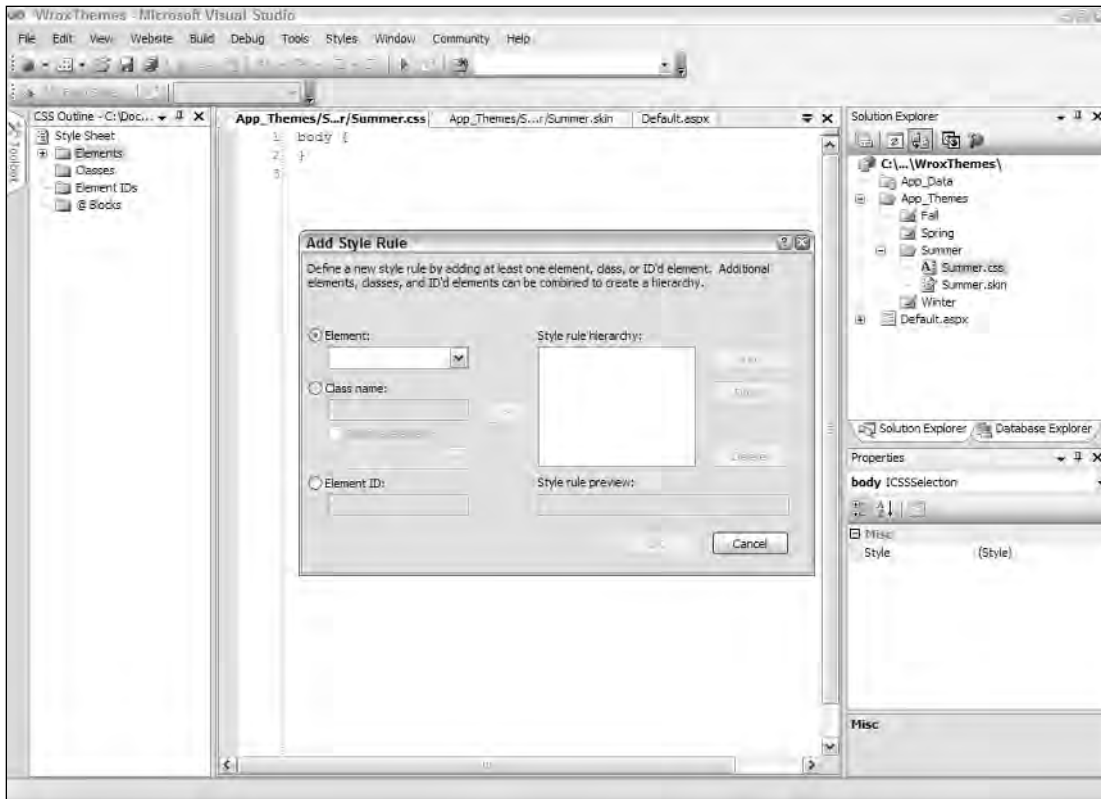 WroxThemes - Microsoft Visual Studio
File Edit View Website Build Debug Tools Styles Window Community Help
Toolbox
CSS Outline - C:\Doc...
Style Sheet
Elements
Classes
Element IDs
@ Blocks
App_Themes/S...r/Summer.css App_Themes/S...r/Summer.skin Default.aspx
1 body {
2 }
3
Add Style Rule
Define a new style rule by adding at least one element, class, or ID'd element. Additional
elements, classes, and ID'd elements can be combined to create a hierarchy.
Element:
Class name:
Element ID:
Style rule hierarchy:
Delete
Style rule preview:
Cancel
Solution Explorer
C:\...\WroxThemes\
App_Data
App_Themes
Fall
Spring
Summer
Summer.css
Summer.skin
Winter
Default.aspx
Solution Explorer Database Explorer
Properties
body ICSSSelection
Misc
Style (Style)
Misc